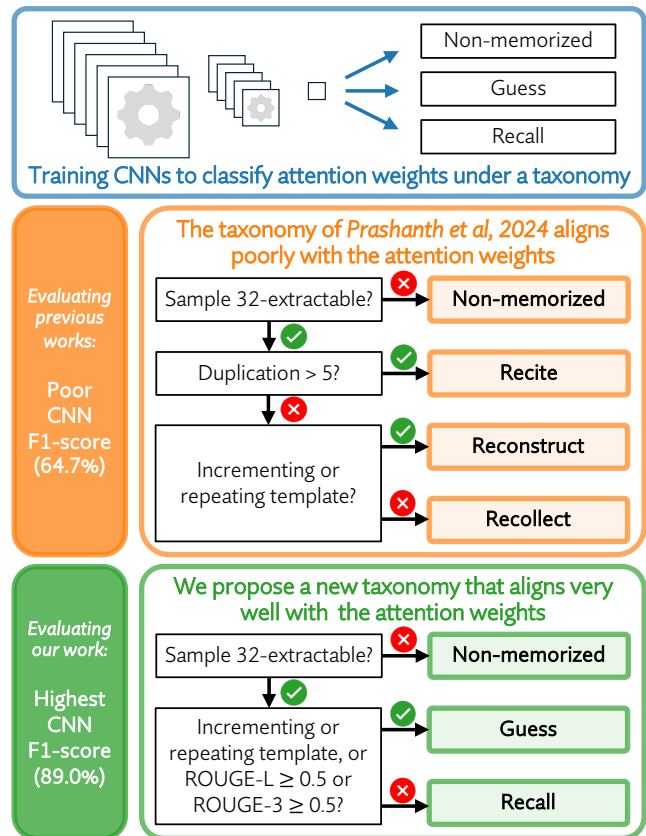 Non-memorized
Guess
Recall
Training CNNs to classify attention weights under a taxonomy
Evaluating
previous
works:
Poor
CNN
F1-score
(64.7%)
The taxonomy of Prashanth et al, 2024 aligns
poorly with the attention weights
Sample 32-extractable?
Non-memorized
Duplication > 5?
Recite
Incrementing or
repeating template?
Reconstruct
Recollect
Evaluating
our work:
Highest
CNN
F1-score
(89.0%)
We propose a new taxonomy that aligns very
well with the attention weights
Sample 32-extractable?
Non-memorized
Incrementing or
repeating template, or
ROUGE-L ≥ 0.5 or
ROUGE-3 ≥ 0.5?
Guess
Recall